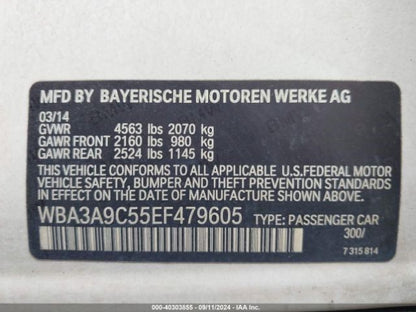 MFD BY BAYERISCHE MOTOREN WERKE AG
03/14
GVWR 4563 lbs 2070 kg
GAWR FRONT 2160 lbs 980 kg
GAWR REAR 2524 lbs 1145 kg
THIS VEHICLE CONFORMS TO ALL APPLICABLE
U.S.FEDERAL MOTOR
VEHICLE SAFETY, BUMPER AND THEFT PREVENTION
STANDARDS IN EFFECT ON THE DATE OF MANUFACTURE
SHOWN ABOVE.
WBA3A9C55EF479605 TYPE: PASSENGER CAR
300/
7 315 814
000-40303855 - 09/11/2024 - IAA Inc. - Copyright